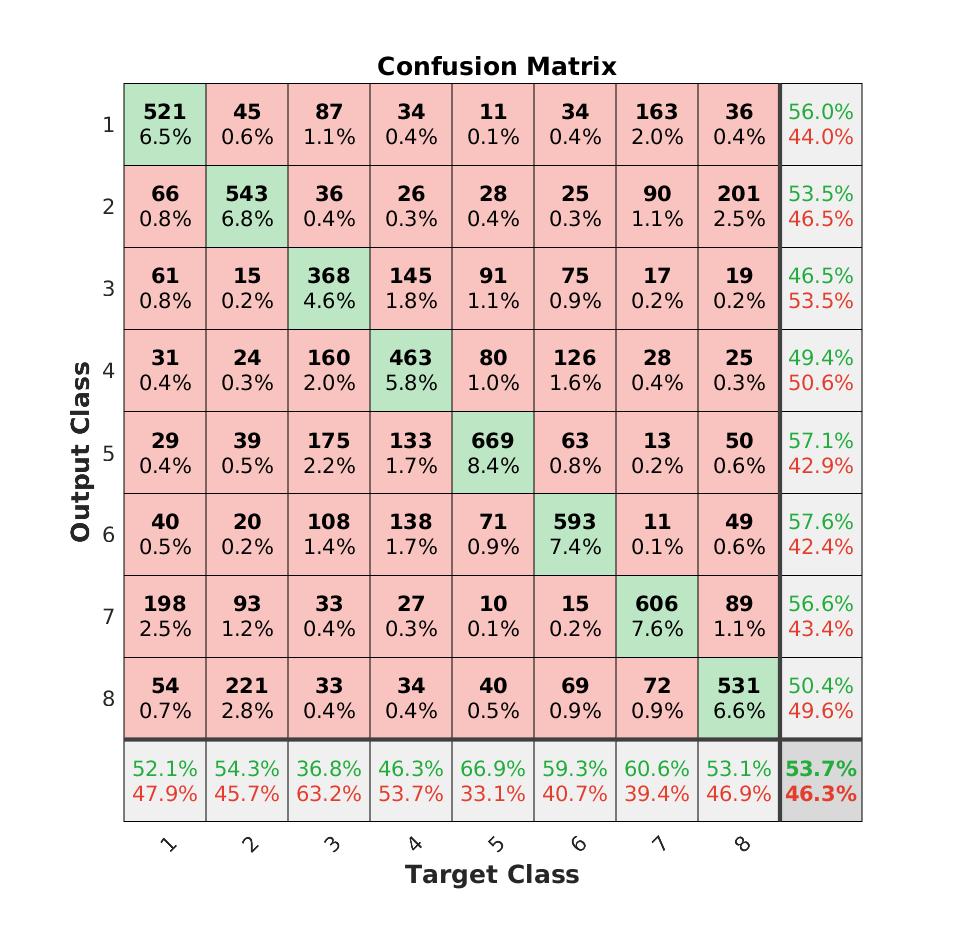 Confusion Matrix
521 45 87 34 11 34 163 36 56.0%
1 6.5% 0.6% 1.1% 0.4% 0.1% 0.4% 2.0% 0.4% 44.0%
66 543 36 26 28 25 90 201 53.5%
2 0.8% 6.8% 0.4% 0.3% 0.4% 0.3% 1.1% 2.5% 46.5%
61 15 368 145 91 75 17 19 46.5%
3 0.8% 0.2% 4.6% 1.8% 1.1% 0.9% 0.2% 0.2% 53.5%
31 24 160 463 80 126 28 25 49.4%
4 0.4% 0.3% 2.0% 5.8% 1.0% 1.6% 0.4% 0.3% 50.6%
29 39 175 133 669 63 13 50 57.1%
5 0.4% 0.5% 2.2% 1.7% 8.4% 0.8% 0.2% 0.6% 42.9%
40 20 108 138 71 593 11 49 57.6%
6 0.5% 0.2% 1.4% 1.7% 0.9% 7.4% 0.1% 0.6% 42.4%
198 93 33 27 10 15 606 89 56.6%
7 2.5% 1.2% 0.4% 0.3% 0.1% 0.2% 7.6% 1.1% 43.4%
54 221 33 34 40 69 72 531 50.4%
8 0.7% 2.8% 0.4% 0.4% 0.5% 0.9% 0.9% 6.6% 49.6%
52.1% 54.3% 36.8% 46.3% 66.9% 59.3% 60.6% 53.1% 53.7%
47.9% 45.7% 63.2% 53.7% 33.1% 40.7% 39.4% 46.9% 46.3%
1 2 3 4 5 6 7 8
Target Class
Output Class